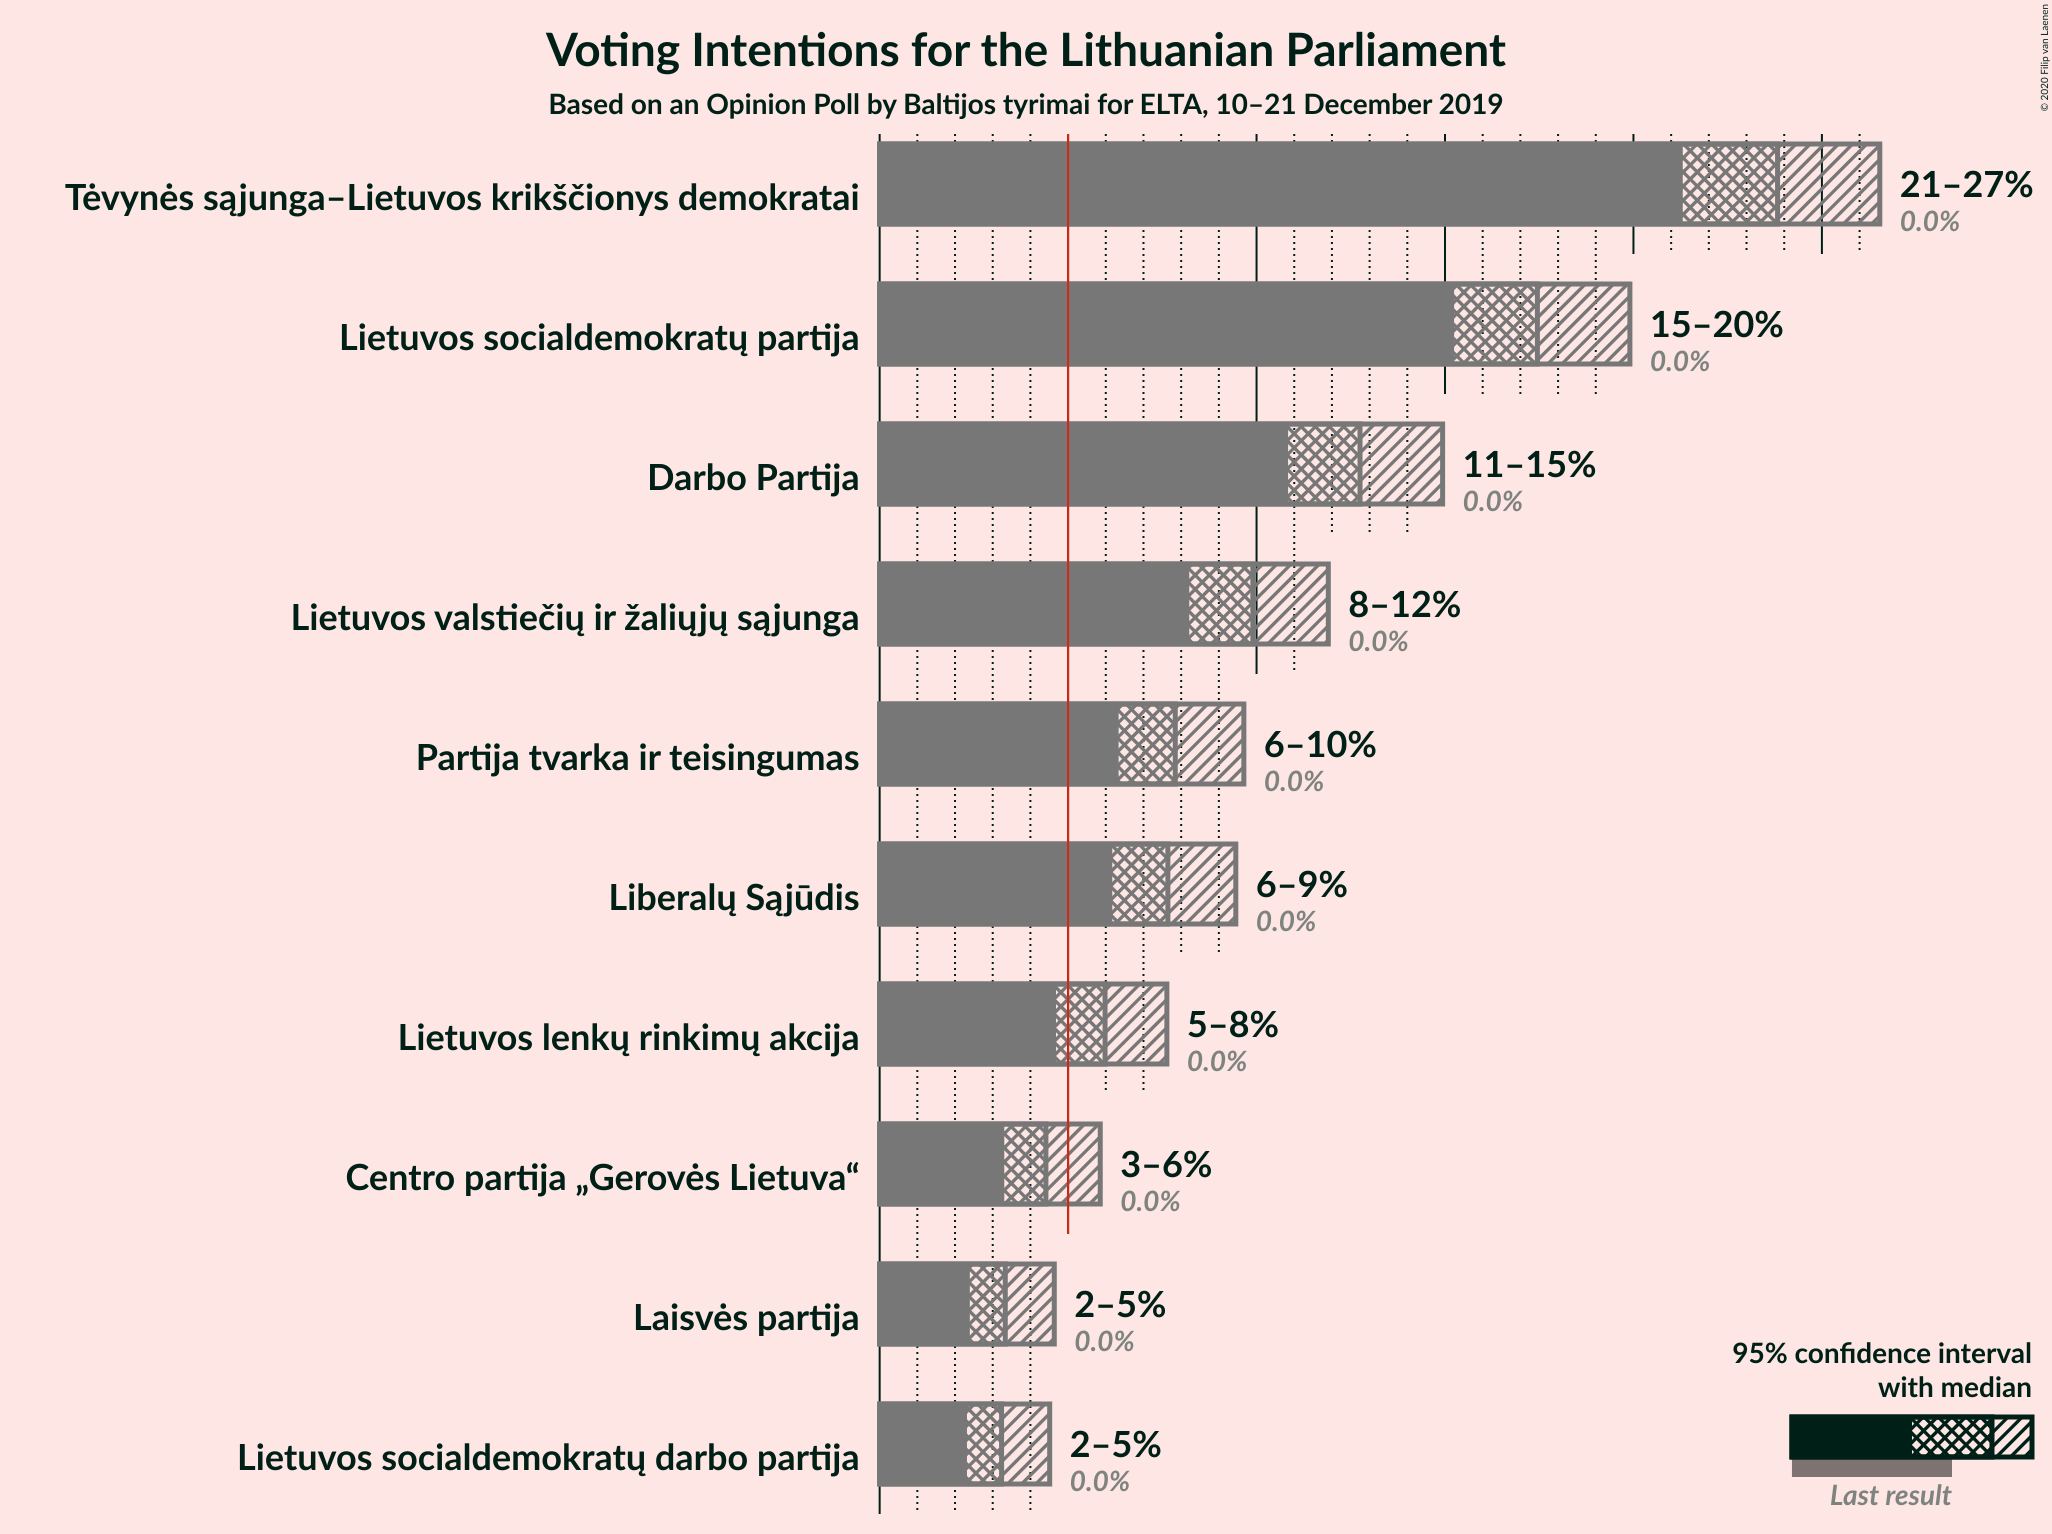 Voting Intentions for the Lithuanian Parliament
Based on an Opinion Poll by Baltijos tyrimai for ELTA, 10–21 December 2019
© 2020 Filip van Laenen
Tėvynės sąjunga–Lietuvos krikščionys demokratai
21–27%
0.0%
Lietuvos socialdemokratų partija
15–20%
0.0%
Darbo Partija
11–15%
0.0%
Lietuvos valstiečių ir žaliųjų sąjunga
8–12%
0.0%
Partija tvarka ir teisingumas
6–10%
0.0%
Liberalų Sąjūdis
6–9%
0.0%
Lietuvos lenkų rinkimų akcija
5–8%
0.0%
Centro partija „Gerovės Lietuva“
3–6%
0.0%
Laisvės partija
2–5%
0.0%
Lietuvos socialdemokratų darbo partija
2–5%
0.0%
95% confidence interval
with median
Last result